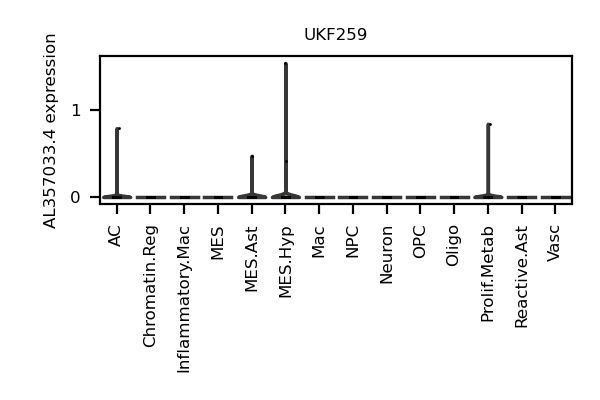 UKF259
AL357033.4 expression
1
0
AC
Chromatin.Reg
Inflammatory.Mac
MES
MES.Ast
MES.Hyp
Mac
NPC
Neuron
OPC
Oligo
Prolif.Metab
Reactive.Ast
Vasc